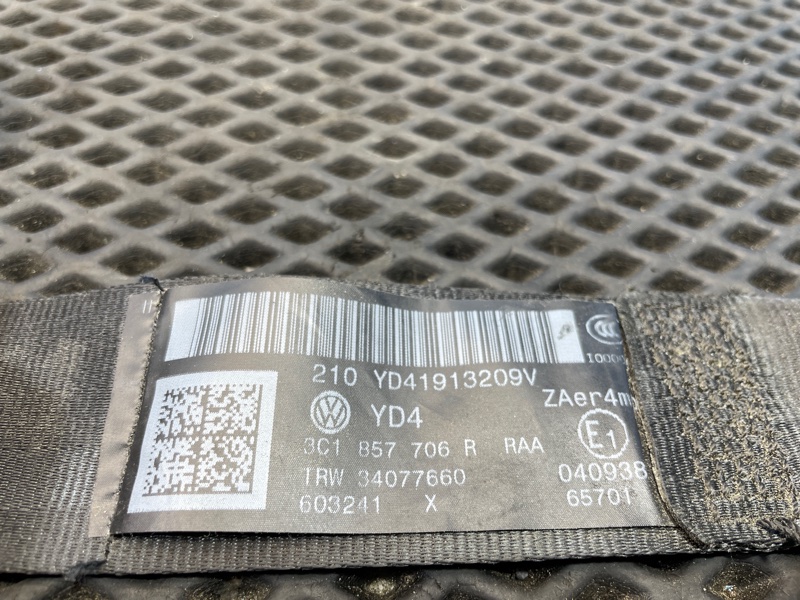 210 YD41913209V
YD4
ZAer4m
3C1 857 706 R RAA
E1
TRW 34077660
040938
603241 X
65701